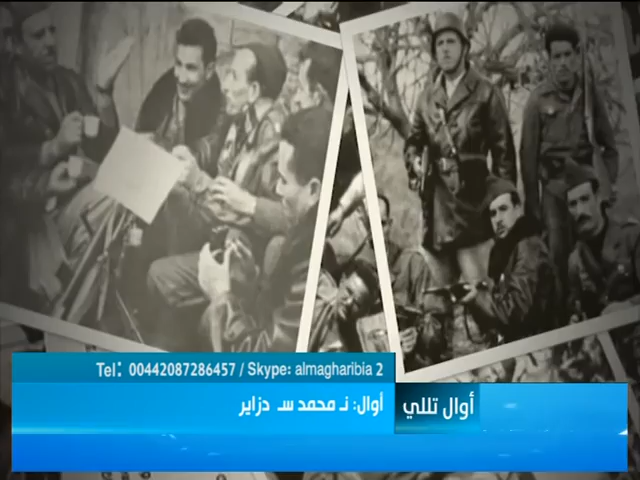 Tel: 00442087286457 / Skype: almagharibia 2
أوال تللي
أوال: نـ محمد سـ دزاير